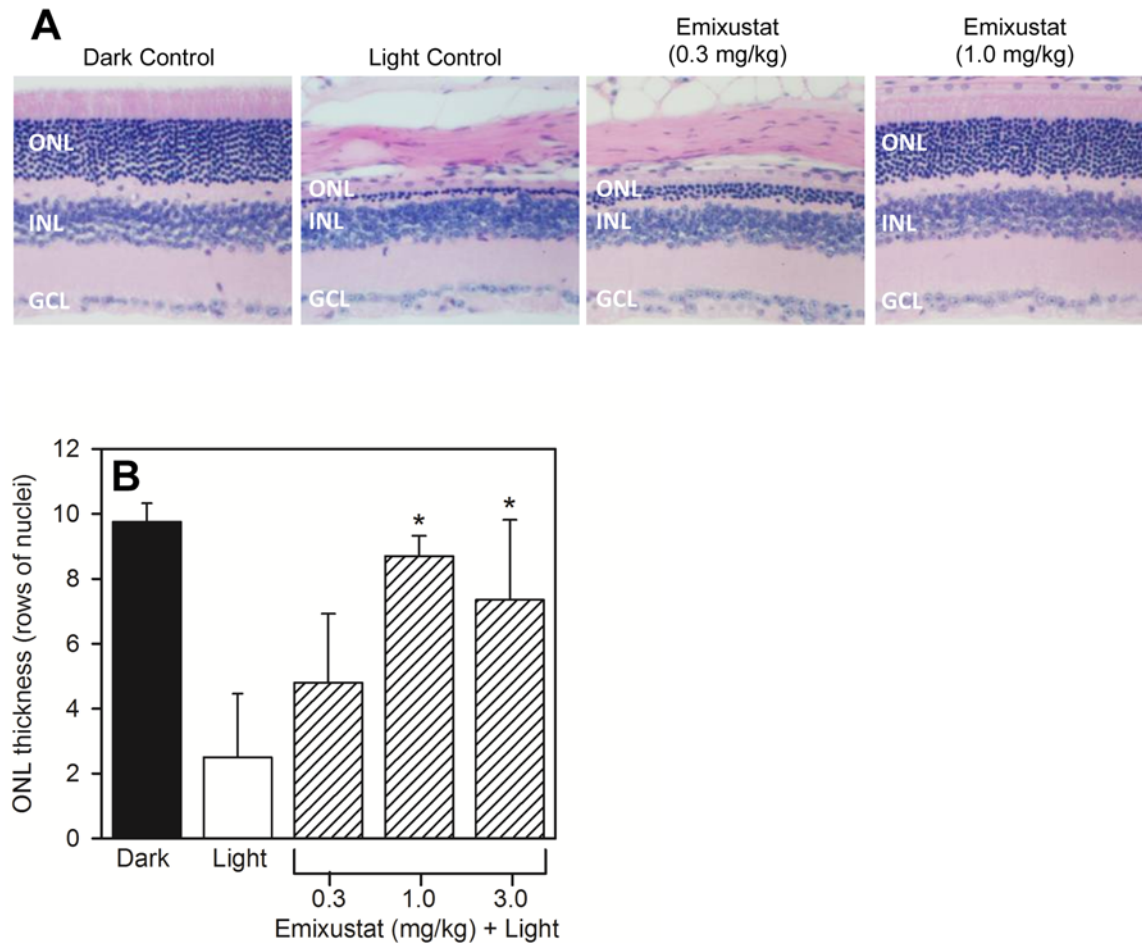 A
Dark Control
Light Control
Emixustat
(0.3 mg/kg)
Emixustat
(1.0 mg/kg)
ONL
INL
GCL
ONL
INL
GCL
ONL
INL
GCL
ONL
INL
GCL
B
ONL thickness (rows of nuclei)
12
10
8
6
4
2
0
*
*
Dark
Light
0.3
1.0
3.0
Emixustat (mg/kg) + Light